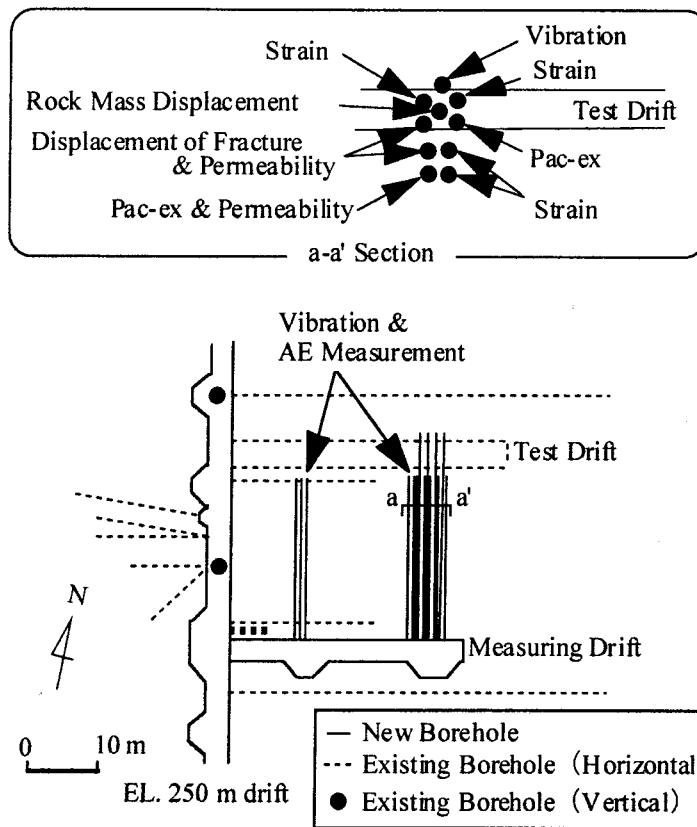 Vibration
Strain
Strain
Rock Mass Displacement
Test Drift
Displacement of Fracture
& Permeability
Pac-ex
Pac-ex & Permeability
Strain
a-a' Section
Vibration &
AE Measurement
Test Drift
a a'
N
Measuring Drift
0 10 m
EL. 250 m drift
New Borehole
Existing Borehole (Horizontal)
Existing Borehole (Vertical)